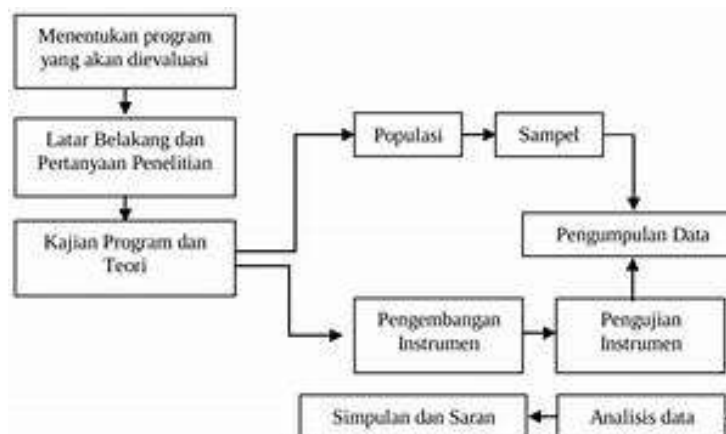 Menentukan program
yang akan dievaluasi
Latar Belakang dan
Pertanyaan Penelitian
Kajian Program dan
Teori
Populasi
Sampel
Pengumpulan Data
Pengembangan
Instrumen
Pengujian
Instrumen
Analisis data
Simpulan dan Saran